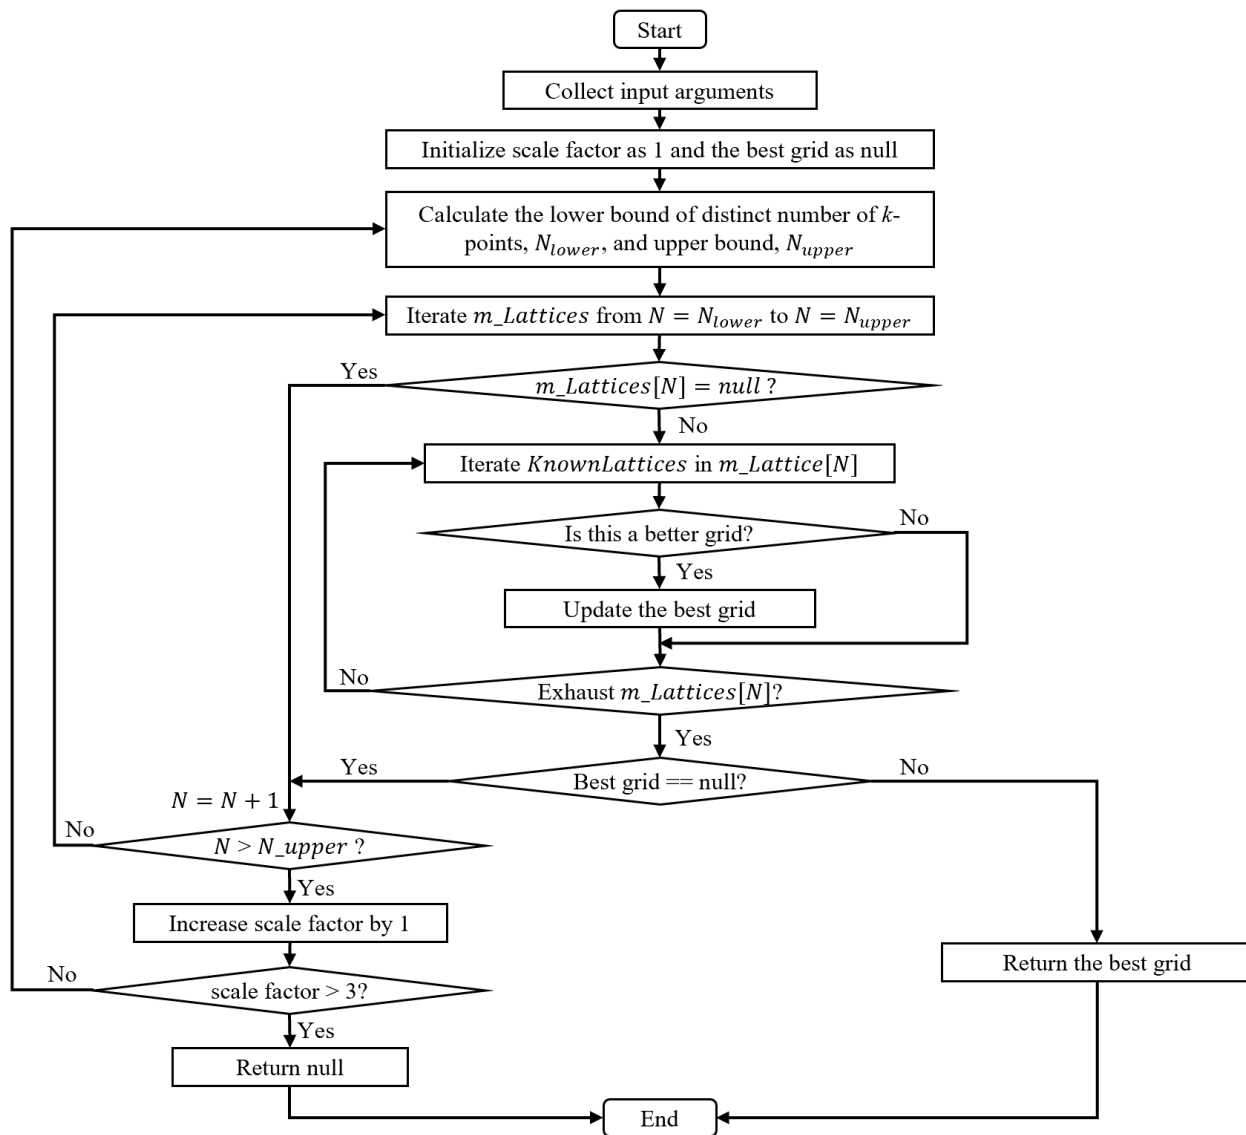 Start
Collect input arguments
Initialize scale factor as 1 and the best grid as null
Calculate the lower bound of distinct number of k-
points, N_lower, and upper bound, N_upper
Iterate m_Lattices from N = N_lower to N = N_upper
Yes
m_Lattices[N] = null ?
No
Iterate KnownLattices in m_Lattice[N]
Is this a better grid?
No
Yes
Update the best grid
No
Exhaust m_Lattices[N]?
Yes
Yes
Best grid == null?
No
N = N + 1
No
N > N_upper ?
Yes
Increase scale factor by 1
No
scale factor > 3?
Return the best grid
Yes
Return null
End